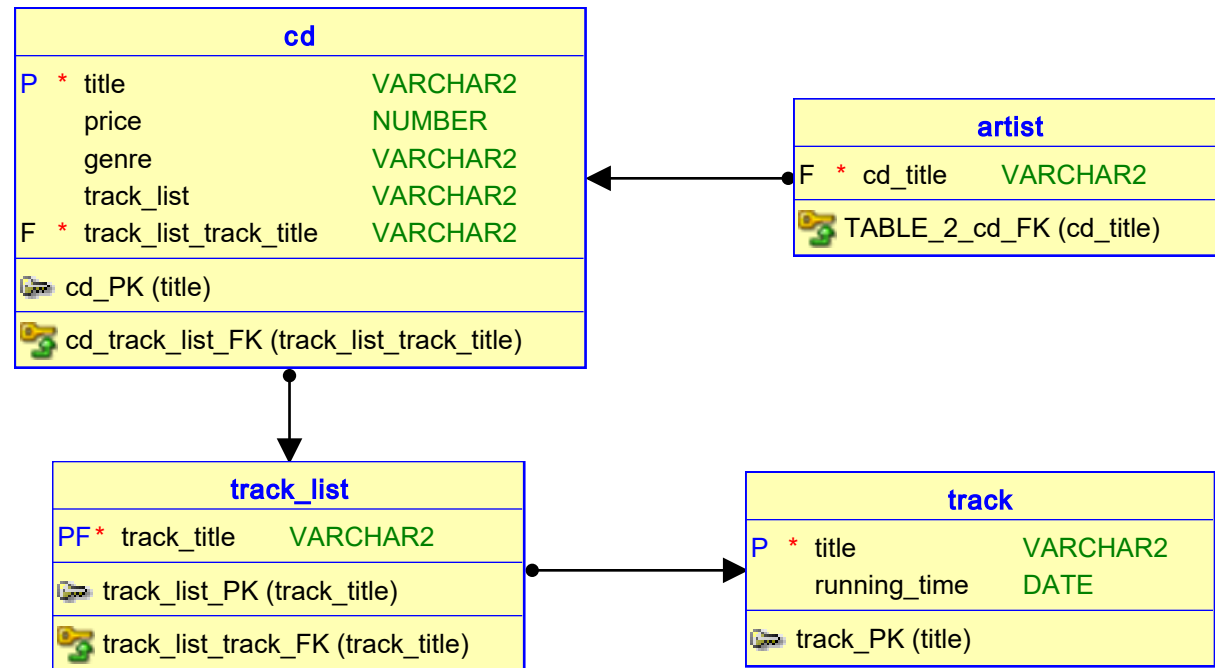 cd
P * title VARCHAR2
price NUMBER
genre VARCHAR2
track_list VARCHAR2
F * track_list_track_title VARCHAR2
cd_PK (title)
cd_track_list_FK (track_list_track_title)
artist
F * cd_title VARCHAR2
TABLE_2_cd_FK (cd_title)
track_list
PF* track_title VARCHAR2
track_list_PK (track_title)
track_list_track_FK (track_title)
track
P * title VARCHAR2
running_time DATE
track_PK (title)